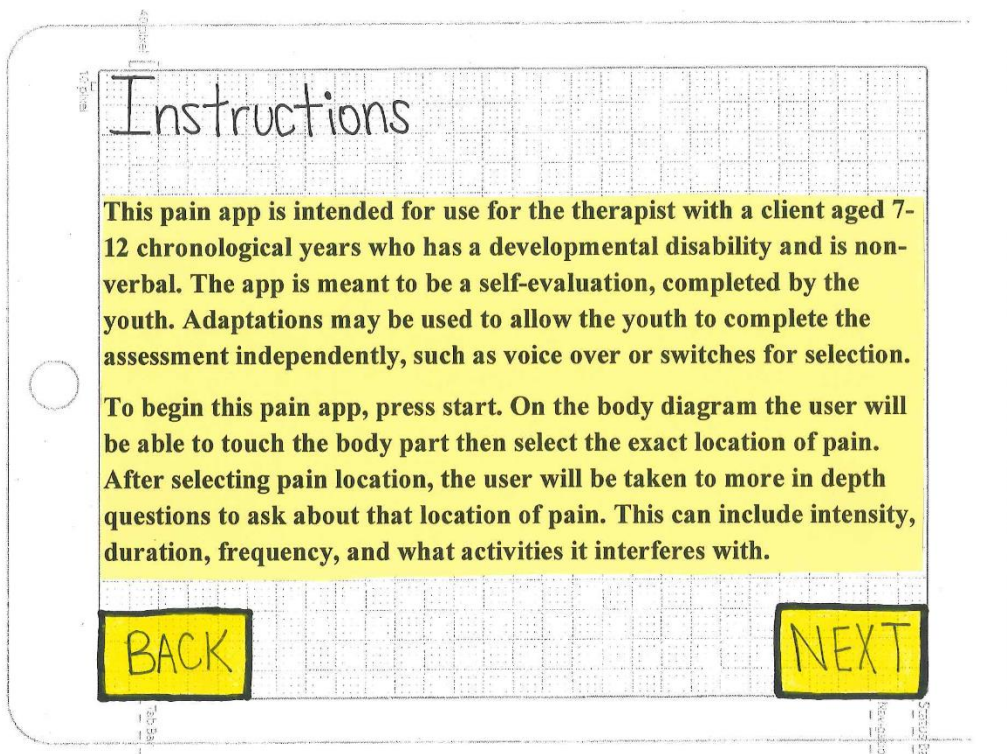 40 pixel
10 pixel
Instructions
This pain app is intended for use for the therapist with a client aged 7-
12 chronological years who has a developmental disability and is non-
verbal. The app is meant to be a self-evaluation, completed by the
youth. Adaptations may be used to allow the youth to complete the
assessment independently, such as voice over or switches for selection.
To begin this pain app, press start. On the body diagram the user will
be able to touch the body part then select the exact location of pain.
After selecting pain location, the user will be taken to more in depth
questions to ask about that location of pain. This can include intensity,
duration, frequency, and what activities it interferes with.
BACK
NEXT
Tab Bar